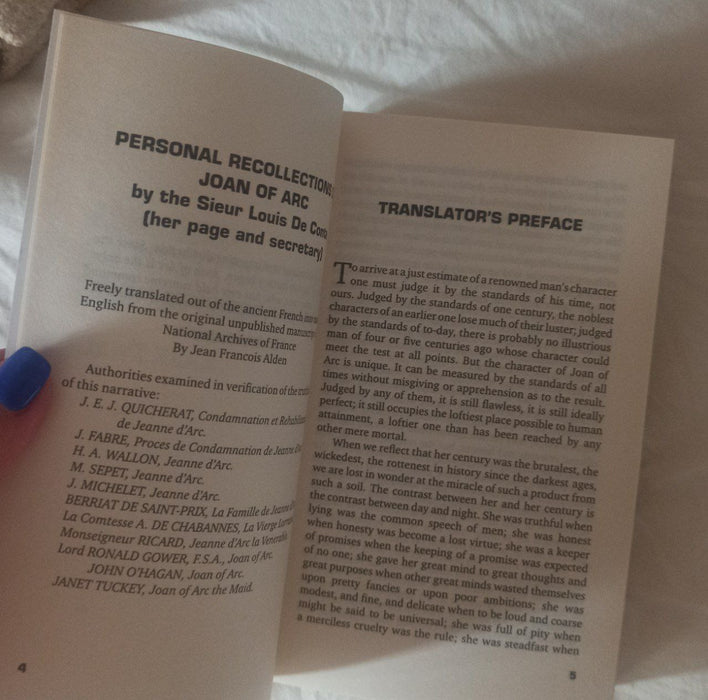 PERSONAL RECOLLECTIONS
JOAN OF ARC
by the Sieur Louis De
(her page and secretary)
Freely translated out of the ancient French
English from the original unpublished
National Archives of France
By Jean Francois Alden
Authorities examined in verification of the
of this narrative:
J. E. J. QUICHERAT, Condamnation et
de Jeanne d'Arc.
J. FABRE, Proces de Condamnation de Jeanne
H. A. WALLON, Jeanne d'Arc.
M. SEPET, Jeanne d'Arc.
J. MICHELET, Jeanne d'Arc.
BERRIAT DE SAINT-PRIX, La Famille de Jeanne
La Comtesse A. DE CHABANNES, La Vierge
Monseigneur RICARD, Jeanne d'Arc la
Lord RONALD GOWER, F.S.A., Joan of Arc.
JOHN O'HAGAN, Joan of Arc.
JANET TUCKEY, Joan of Arc the Maid.
4
TRANSLATOR'S PREFACE
To arrive at a just estimate of a renowned man's character
one must judge it by the standards of his time, not
ours. Judged by the standards of one century, the noblest
characters of an earlier one lose much of their luster; judged
by the standards of to-day, there is probably no illustrious
man of four or five centuries ago whose character could
meet the test at all points. But the character of Joan of
Arc is unique. It can be measured by the standards of all
times without misgiving or apprehension as to the result.
Judged by any of them, it is still flawless, it is still ideally
perfect; it still occupies the loftiest place possible to human
attainment, a loftier one than has been reached by any
other mere mortal.
When we reflect that her century was the brutalest, the
wickedest, the rottenest in history since the darkest ages,
we are lost in wonder at the miracle of such a product from
such a soil. The contrast between her and her century is
the contrast between day and night. She was truthful when
lying was the common speech of men; she was honest
when honesty was become a lost virtue; she was a keeper
of promises when the keeping of a promise was expected
of no one; she gave her great mind to great thoughts and
great purposes when other great minds wasted themselves
upon pretty fancies or upon poor ambitions; she was
modest, and fine, and delicate when to be loud and coarse
might be said to be universal; she was full of pity when
a merciless cruelty was the rule; she was steadfast when
5